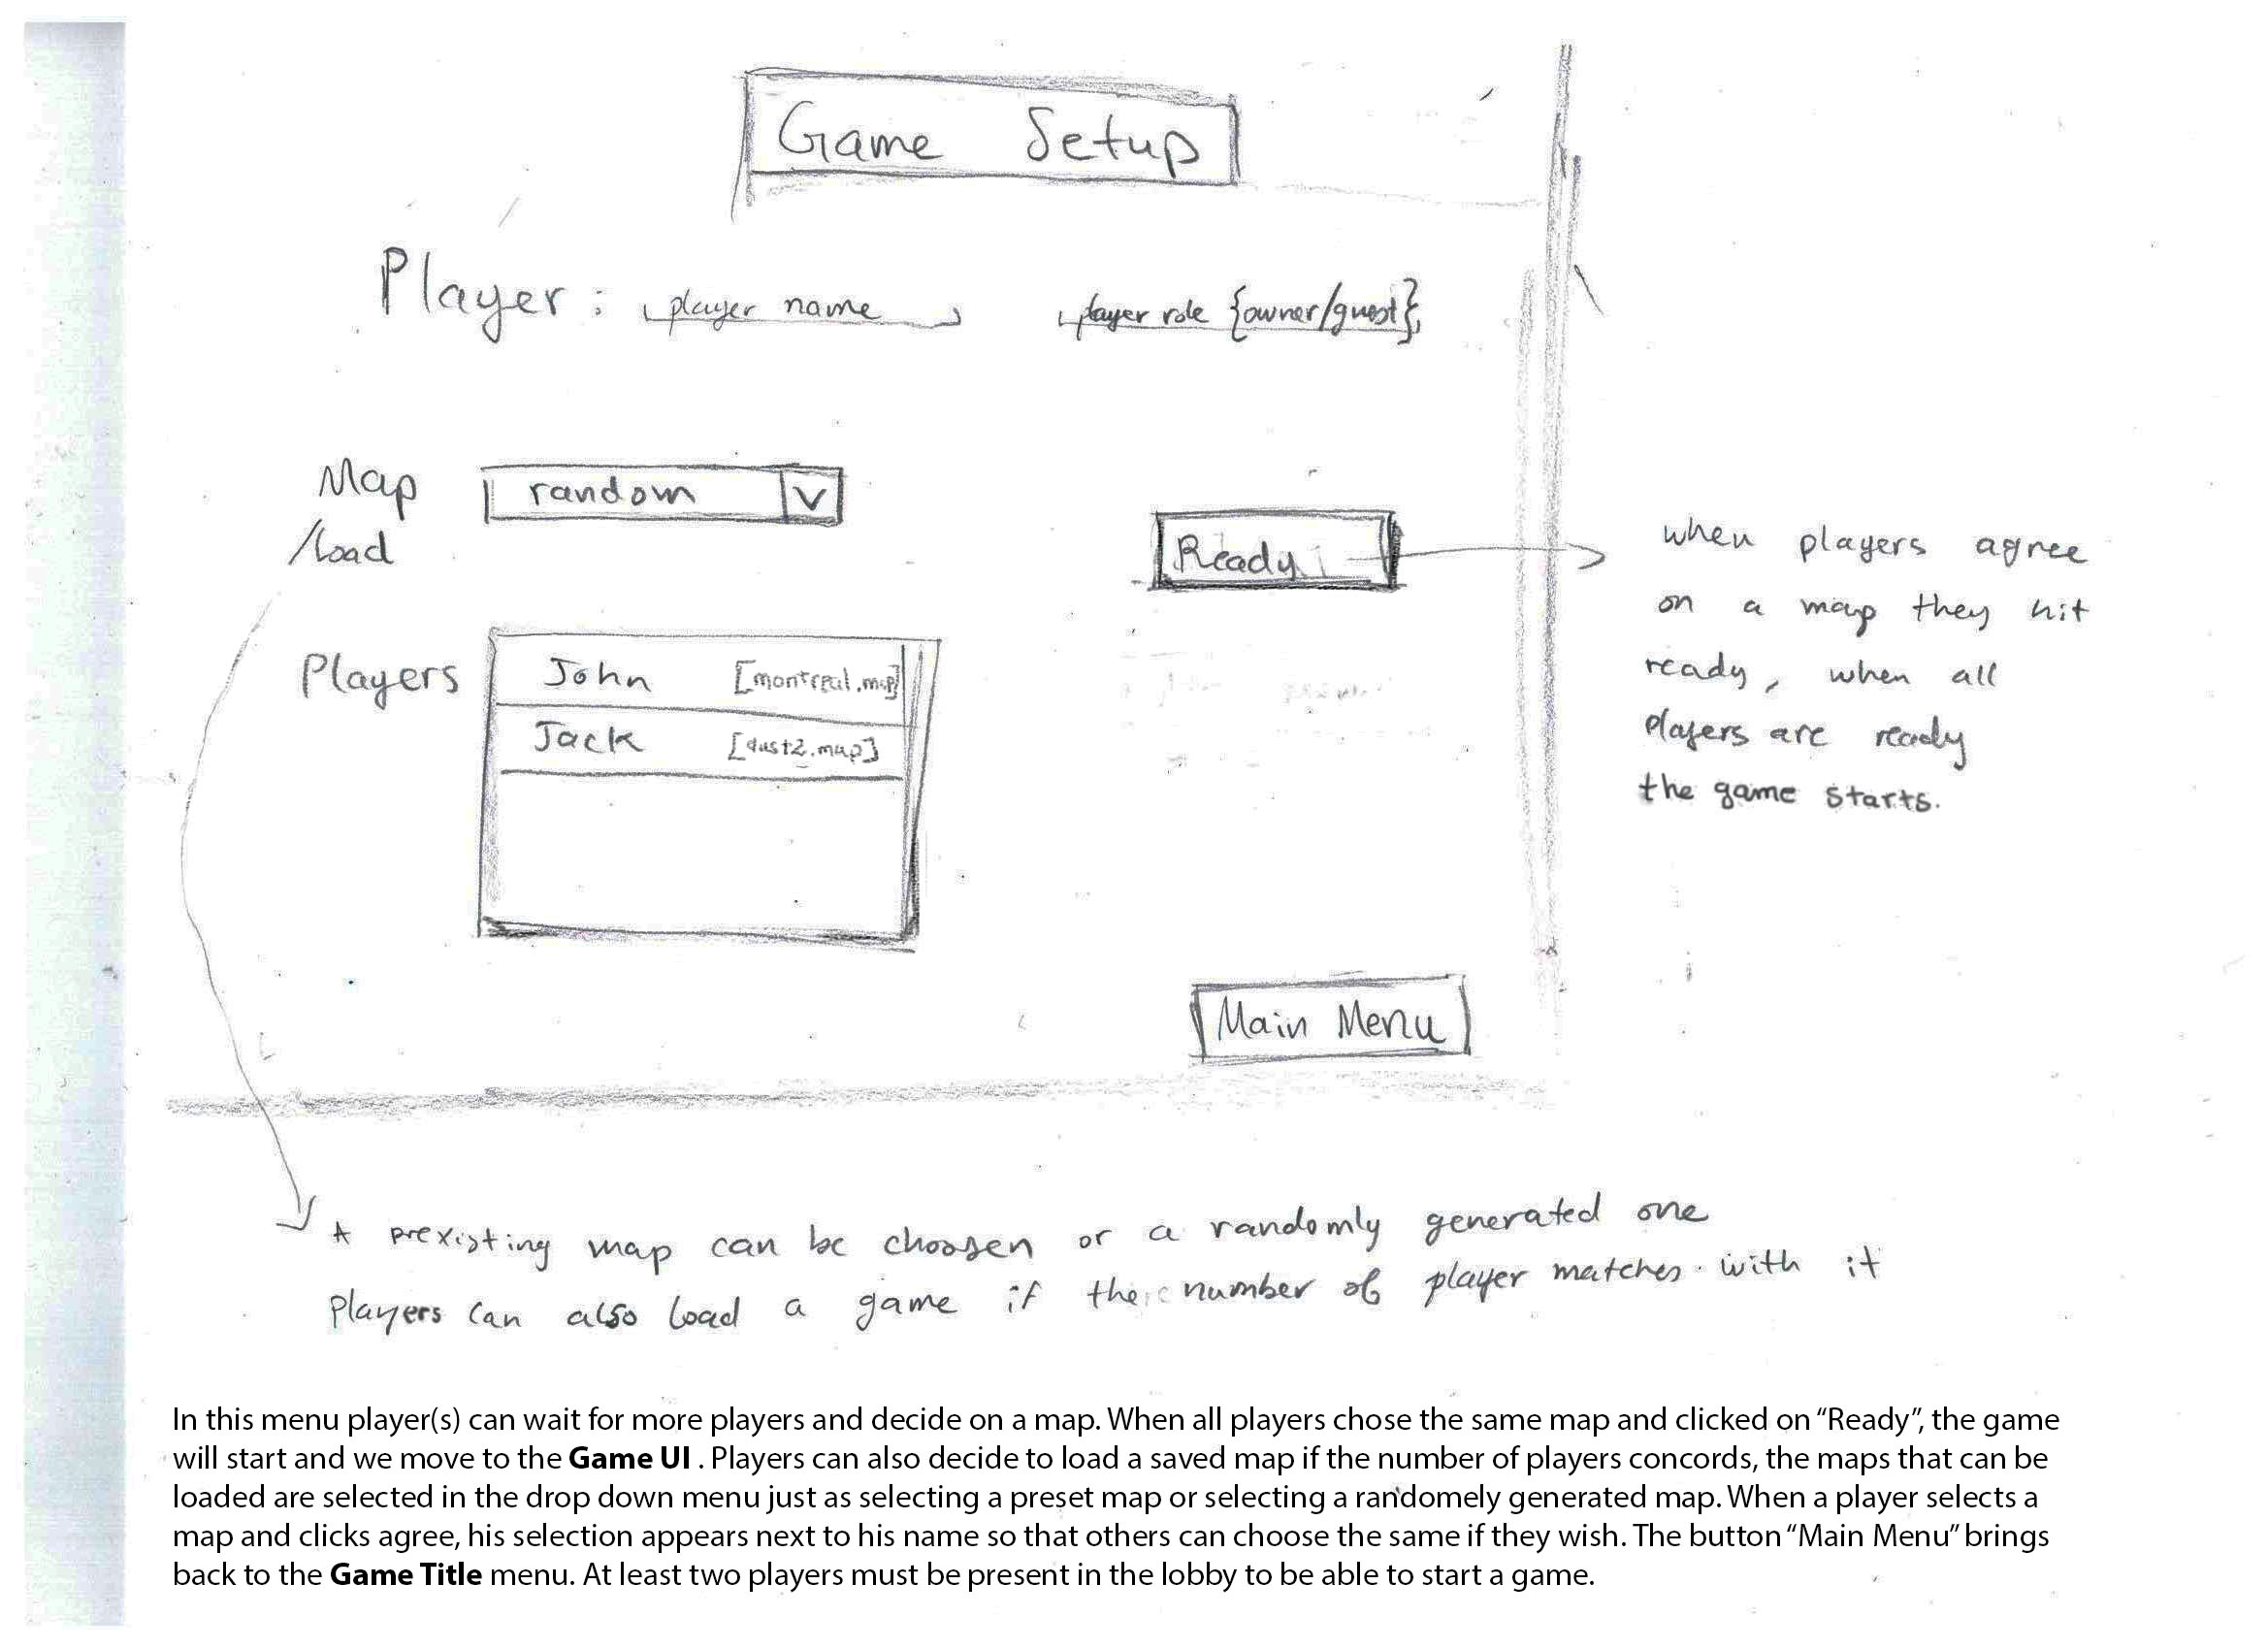 Game Setup
Player : player name player role {owner/guest}
Map random V
/load
Ready
when players agree
on a map they hit
ready, when all
players are ready
the game starts.
Players John [montreal.map]
Jack [dust2.map]
Main Menu
A prexisting map can be choosen or a randomly generated one
players can also load a game if the number of player matches with it
In this menu player(s) can wait for more players and decide on a map. When all players chose the same map and clicked on “Ready”, the game
will start and we move to the Game UI . Players can also decide to load a saved map if the number of players concords, the maps that can be
loaded are selected in the drop down menu just as selecting a preset map or selecting a randomely generated map. When a player selects a
map and clicks agree, his selection appears next to his name so that others can choose the same if they wish. The button “Main Menu” brings
back to the Game Title menu. At least two players must be present in the lobby to be able to start a game.